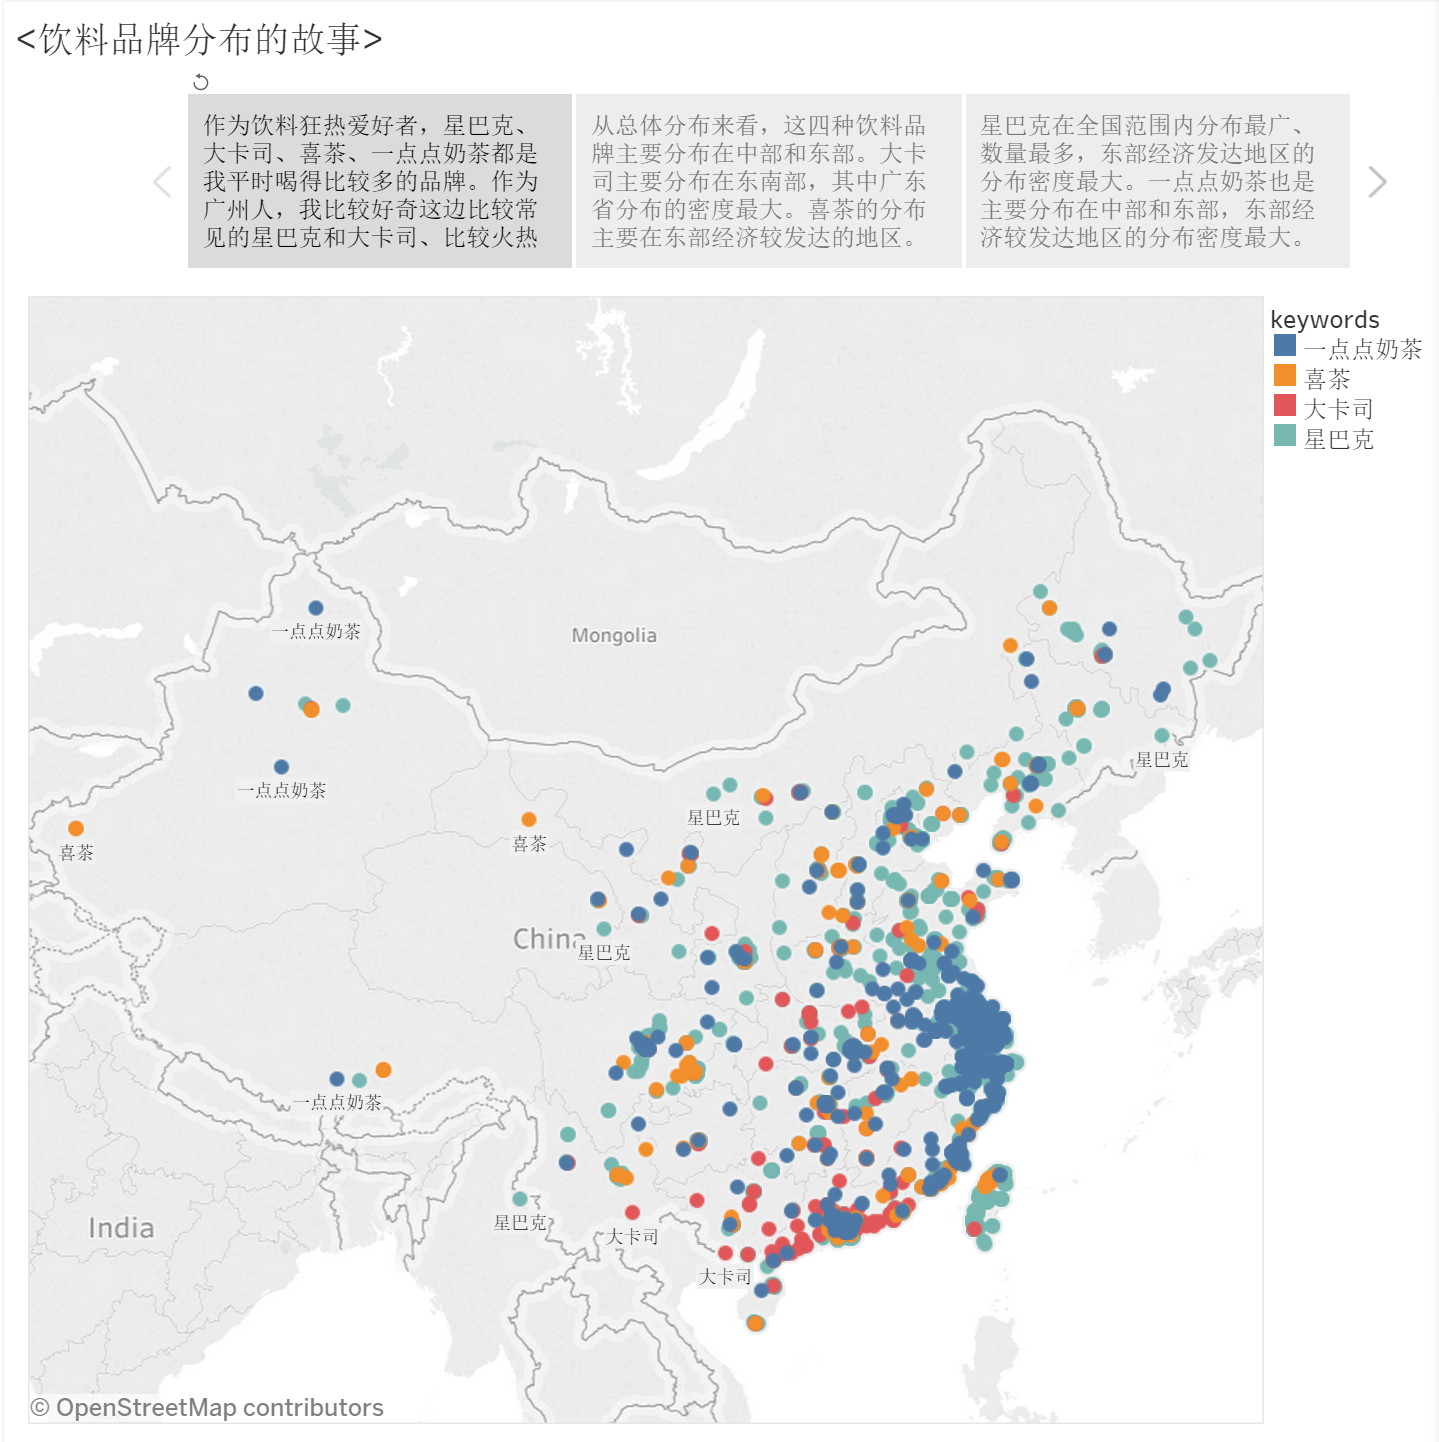 <饮料品牌分布的故事>
作为饮料狂热爱好者，星巴克、
大卡司、喜茶、一点点奶茶都是
我平时喝得比较多的品牌。作为
广州人，我比较好奇这边比较常
见的星巴克和大卡司、比较火热
从总体分布来看，这四种饮料品
牌主要分布在中部和东部。大卡
司主要分布在东南部，其中广东
省分布的密度最大。喜茶的分布
主要在东部经济较发达的地区。
星巴克在全国范围内分布最广、
数量最多，东部经济发达地区的
分布密度最大。一点点奶茶也是
主要分布在中部和东部，东部经
济较发达地区的分布密度最大。
keywords
一点点奶茶
喜茶
大卡司
星巴克
Mongolia
一点点奶茶
星巴克
一点点奶茶
星巴克
喜茶
喜茶
China
星巴克
一点点奶茶
India
星巴克
大卡司
大卡司
© OpenStreetMap contributors